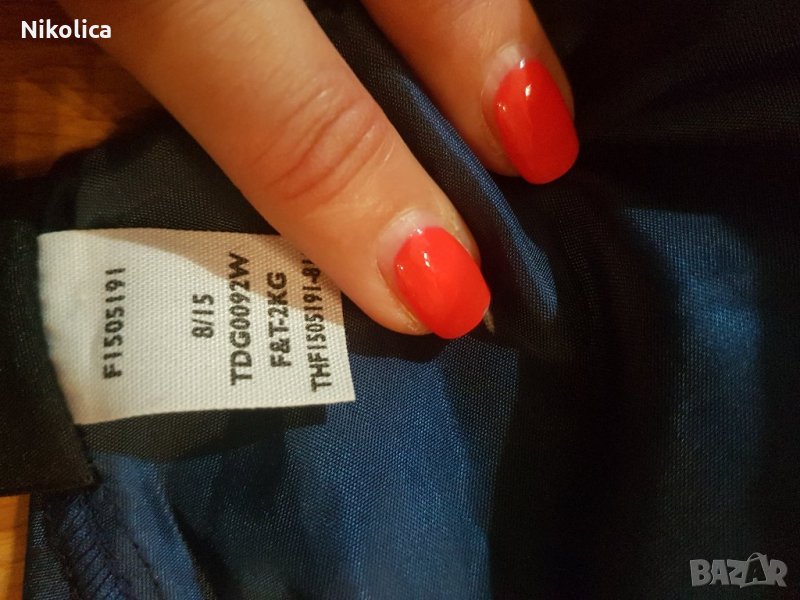 Nikolica
F1505191
8/15
TDG0092W
F&T-2KG
THF1505191-8
BAZAR